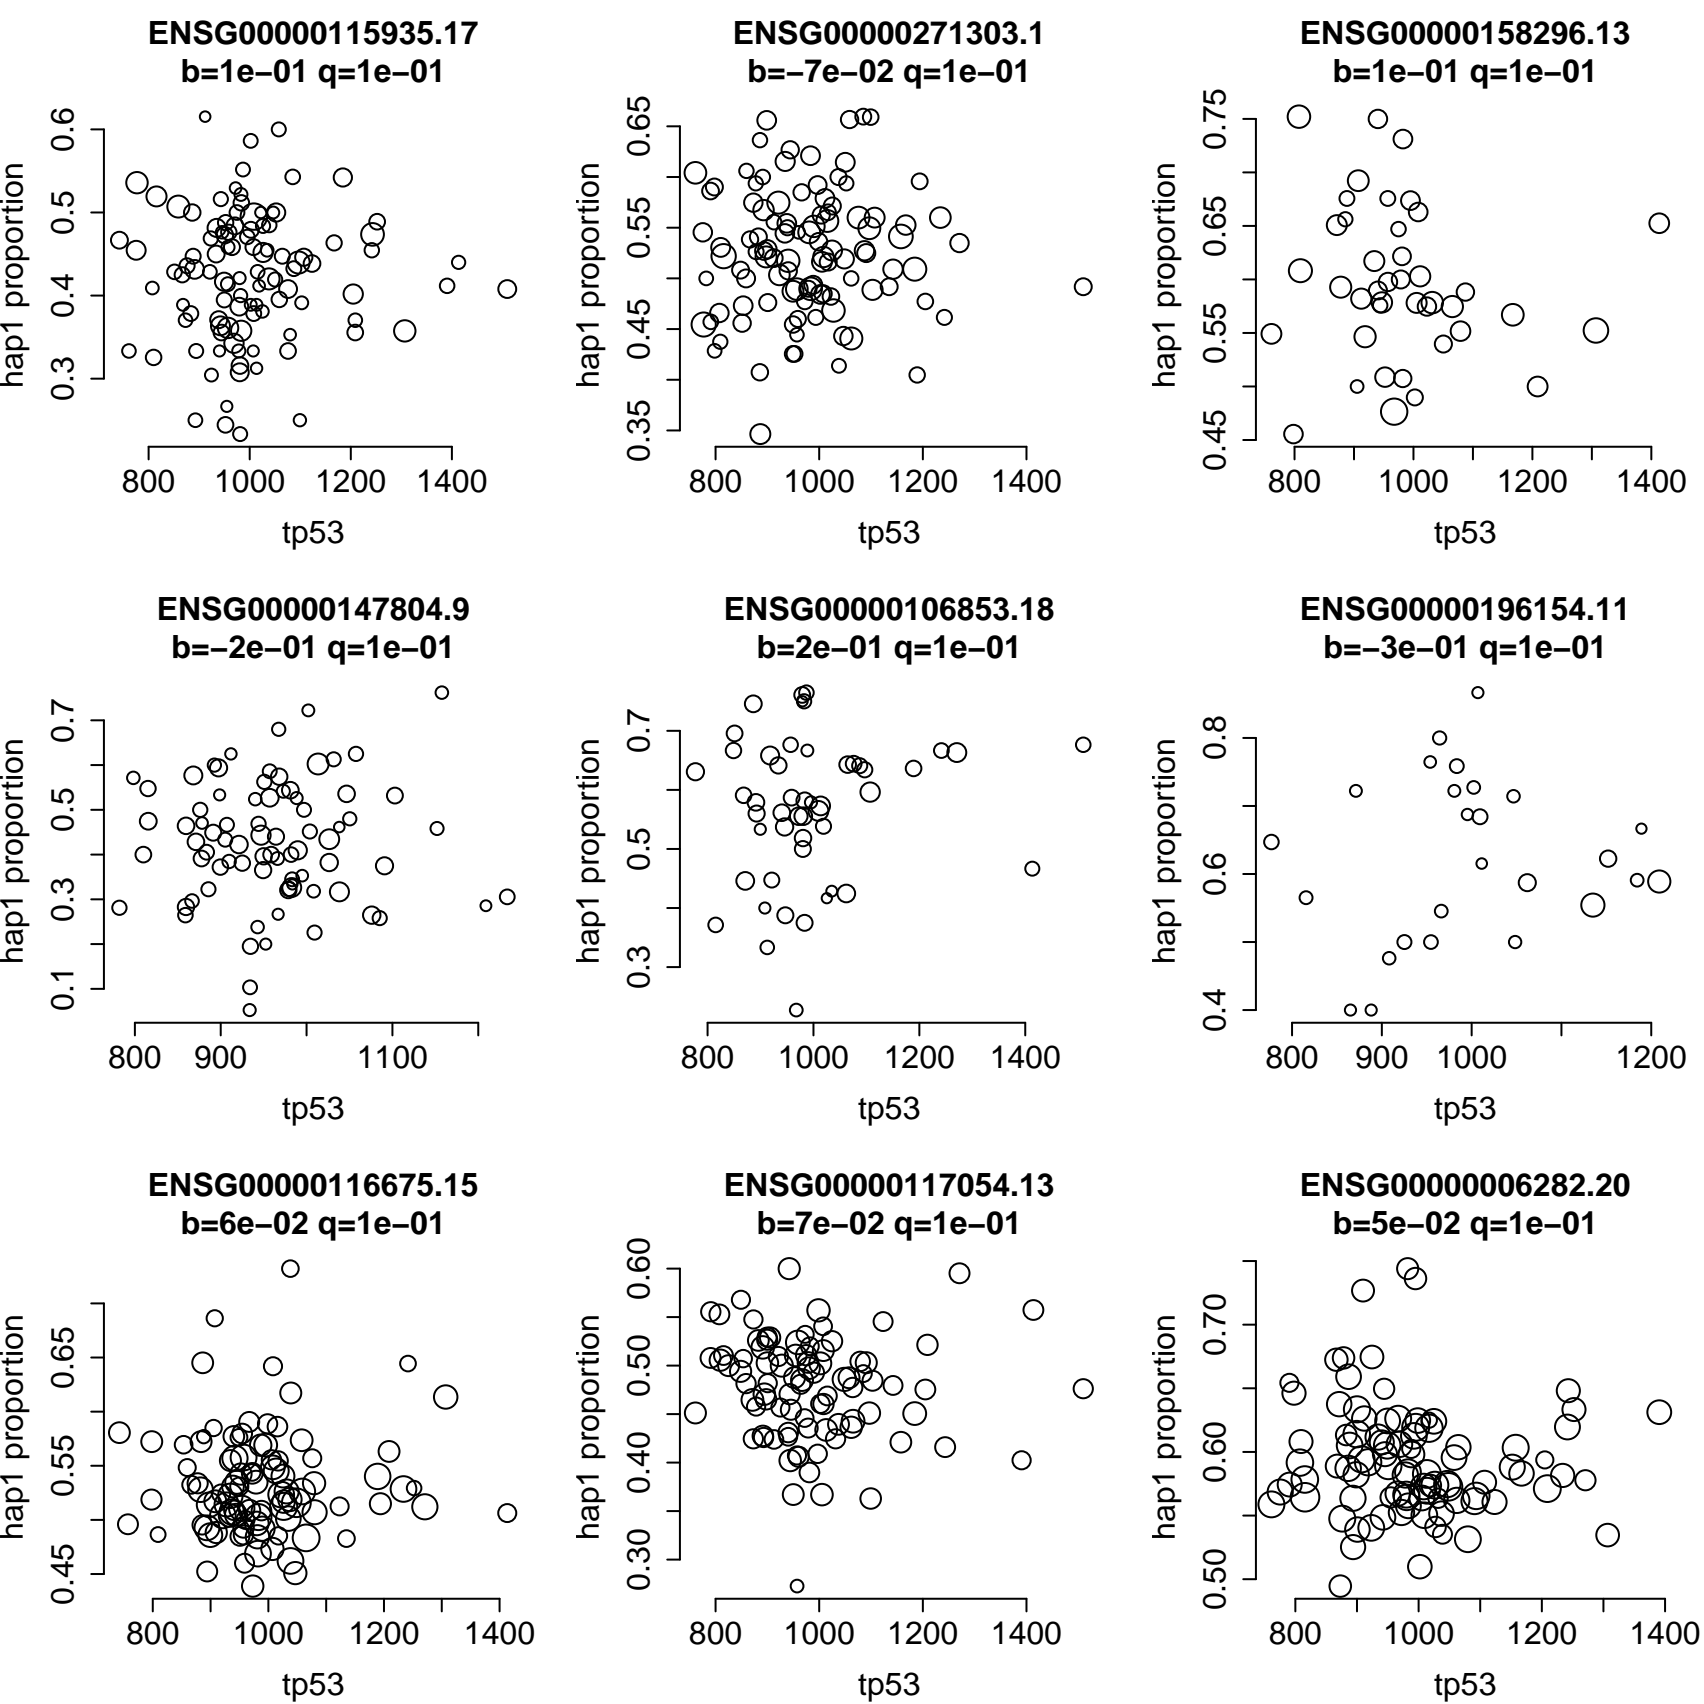 ENSG00000115935.17
b=1e−01 q=1e−01
hap1 proportion
0.6
0.5
0.4
0.3
800 1000 1200 1400
tp53
ENSG00000271303.1
b=−7e−02 q=1e−01
hap1 proportion
0.65
0.55
0.45
0.35
800 1000 1200 1400
tp53
ENSG00000158296.13
b=1e−01 q=1e−01
hap1 proportion
0.75
0.65
0.55
0.45
800 1000 1200 1400
tp53
ENSG00000147804.9
b=−2e−01 q=1e−01
hap1 proportion
0.7
0.5
0.3
0.1
800 900 1100
tp53
ENSG00000106853.18
b=2e−01 q=1e−01
hap1 proportion
0.7
0.5
0.3
800 1000 1200 1400
tp53
ENSG00000196154.11
b=−3e−01 q=1e−01
hap1 proportion
0.8
0.6
0.4
800 900 1000 1200
tp53
ENSG00000116675.15
b=6e−02 q=1e−01
hap1 proportion
0.65
0.55
0.45
800 1000 1200 1400
tp53
ENSG00000117054.13
b=7e−02 q=1e−01
hap1 proportion
0.60
0.50
0.40
0.30
800 1000 1200 1400
tp53
ENSG00000006282.20
b=5e−02 q=1e−01
hap1 proportion
0.70
0.60
0.50
800 1000 1200 1400
tp53